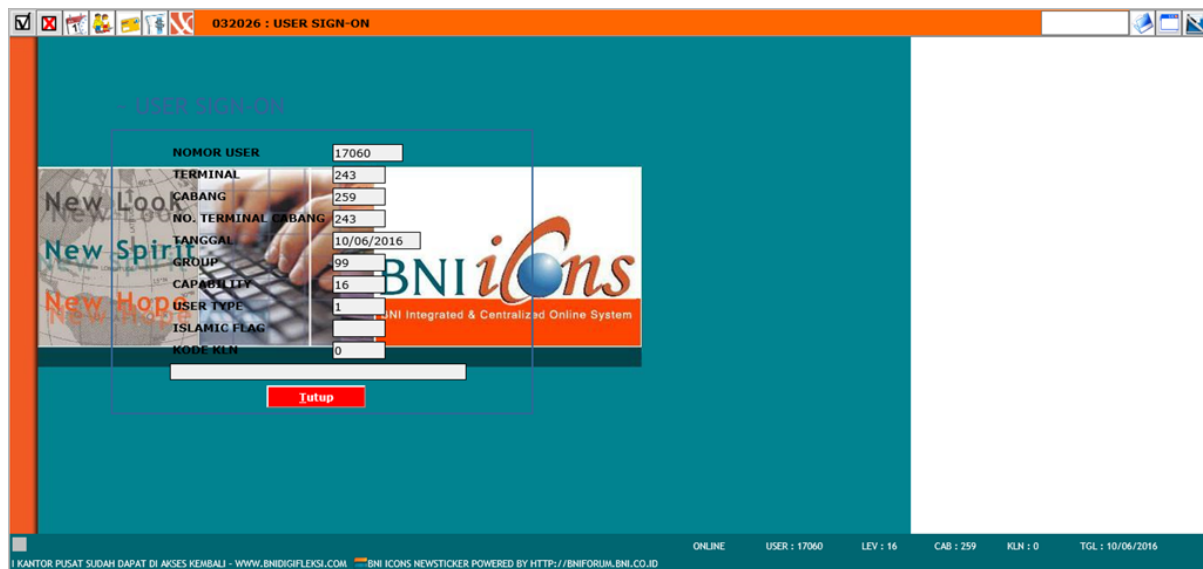 032026 : USER SIGN-ON
- USER SIGN-ON
NOMOR USER 17060
TERMINAL 243
CABANG 259
NO. TERMINAL CABANG 243
TANGGAL 10/06/2016
GROUP 99
CAPABILITY 16
USER TYPE 1
ISLAMIC FLAG
KODE KLN 0
Tutup
New Look
New Spirit
New Hope
BNI icons
BNI Integrated & Centralized Online System
ONLINE USER : 17060 LEV : 16 CAB : 259 KLN : 0 TGL : 10/06/2016
I KANTOR PUSAT SUDAH DAPAT DI AKSES KEMBALI - WWW.BNIDIGIFLEKSI.COM BNI ICONS NEWSTICKER POWERED BY HTTP://BNIFORUM.BNI.CO.ID